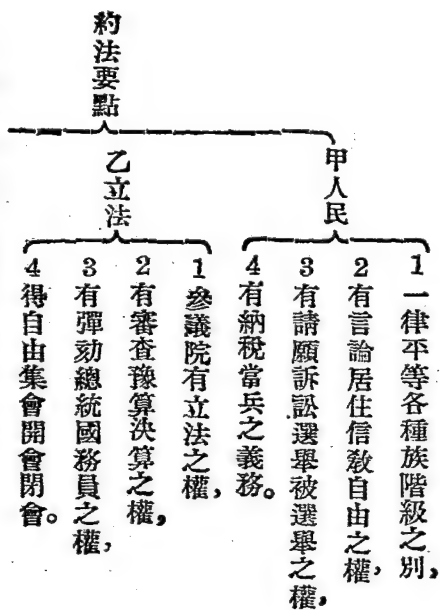 約法要點
甲人民
1 一律平等各種族階級之別，
2 有言論居住信教自由之權，
3 有請願訴訟選舉被選舉之權，
4 有納稅當兵之義務。
乙立法
1 參議院有立法之權，
2 有審查豫算決算之權，
3 有彈劾總統國務員之權，
4 得自由集會開會閉會。